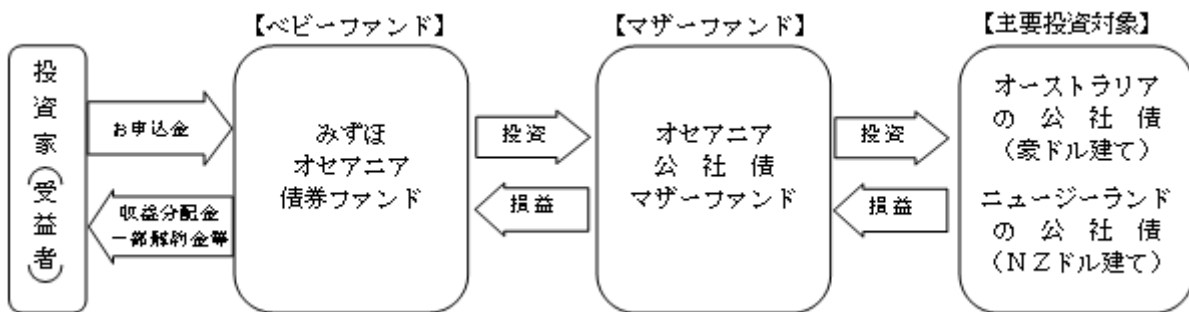 【ベビーファンド】
【マザーファンド】
【主要投資対象】
投資家(受益者)
お申込金
収益分配金
一部解約金等
みずほ
オセアニア
債券ファンド
投資
損益
オセアニア
公社債
マザーファンド
投資
損益
オーストラリア
の公社債
(豪ドル建て)
ニュージーランド
の公社債
(NZドル建て)